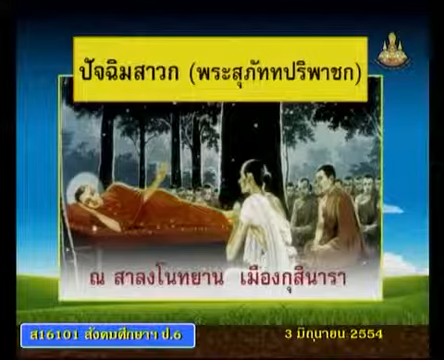 ปัจฉิมสาวก (พระสุภัททปริพาชก)
ณ สาลงโนทยาน เมืองกุสินารา
ส16101 สังคมศึกษาฯ ป.6
3 มิถุนายน 2554